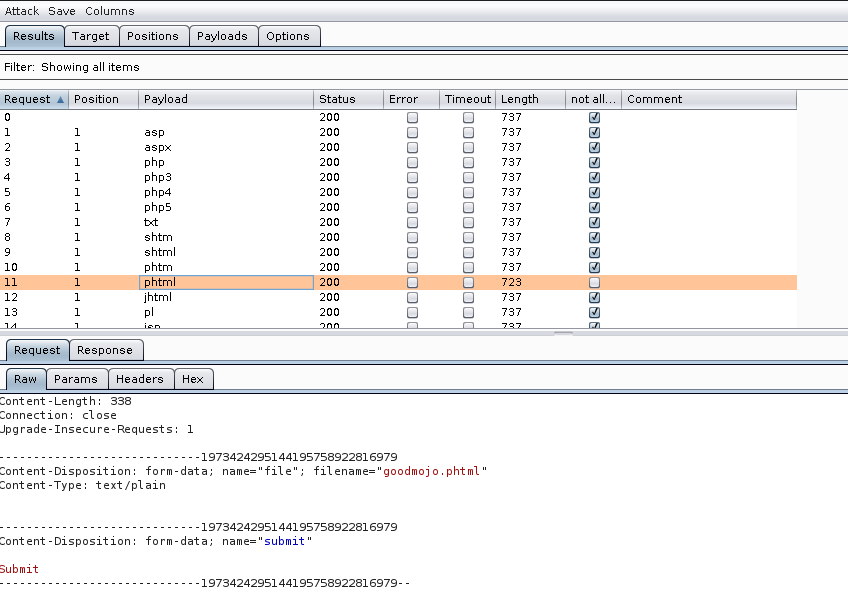 Attack Save Columns
Results Target Positions Payloads Options
Filter: Showing all items
Request Position Payload Status Error Timeout Length not all... Comment
0 200 737
1 1 asp 200 737
2 1 aspx 200 737
3 1 php 200 737
4 1 php3 200 737
5 1 php4 200 737
6 1 php5 200 737
7 1 txt 200 737
8 1 shtm 200 737
9 1 shtml 200 737
10 1 phtm 200 737
11 1 phtml 200 723
12 1 jhtml 200 737
13 1 pl 200 737
14 1 jsp 200 737
Request Response
Raw Params Headers Hex
Content-Length: 338
Connection: close
Upgrade-Insecure-Requests: 1
-----------------------------1973424295144195758922816979
Content-Disposition: form-data; name="file"; filename="goodmojo.phtml"
Content-Type: text/plain
-----------------------------1973424295144195758922816979
Content-Disposition: form-data; name="submit"
Submit
-----------------------------1973424295144195758922816979--